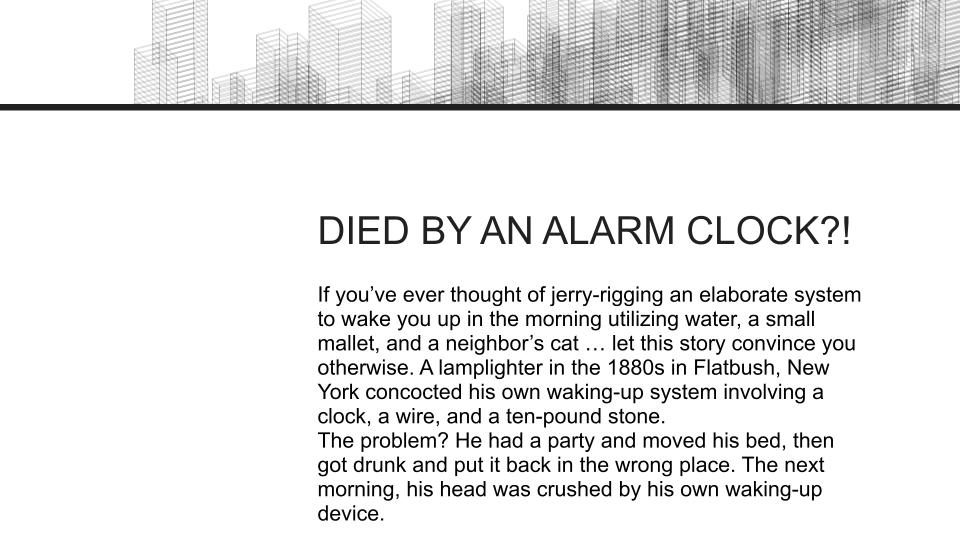 DIED BY AN ALARM CLOCK?!
If you’ve ever thought of jerry-rigging an elaborate system
to wake you up in the morning utilizing water, a small
mallet, and a neighbor’s cat … let this story convince you
otherwise. A lamplighter in the 1880s in Flatbush, New
York concocted his own waking-up system involving a
clock, a wire, and a ten-pound stone.
The problem? He had a party and moved his bed, then
got drunk and put it back in the wrong place. The next
morning, his head was crushed by his own waking-up
device.